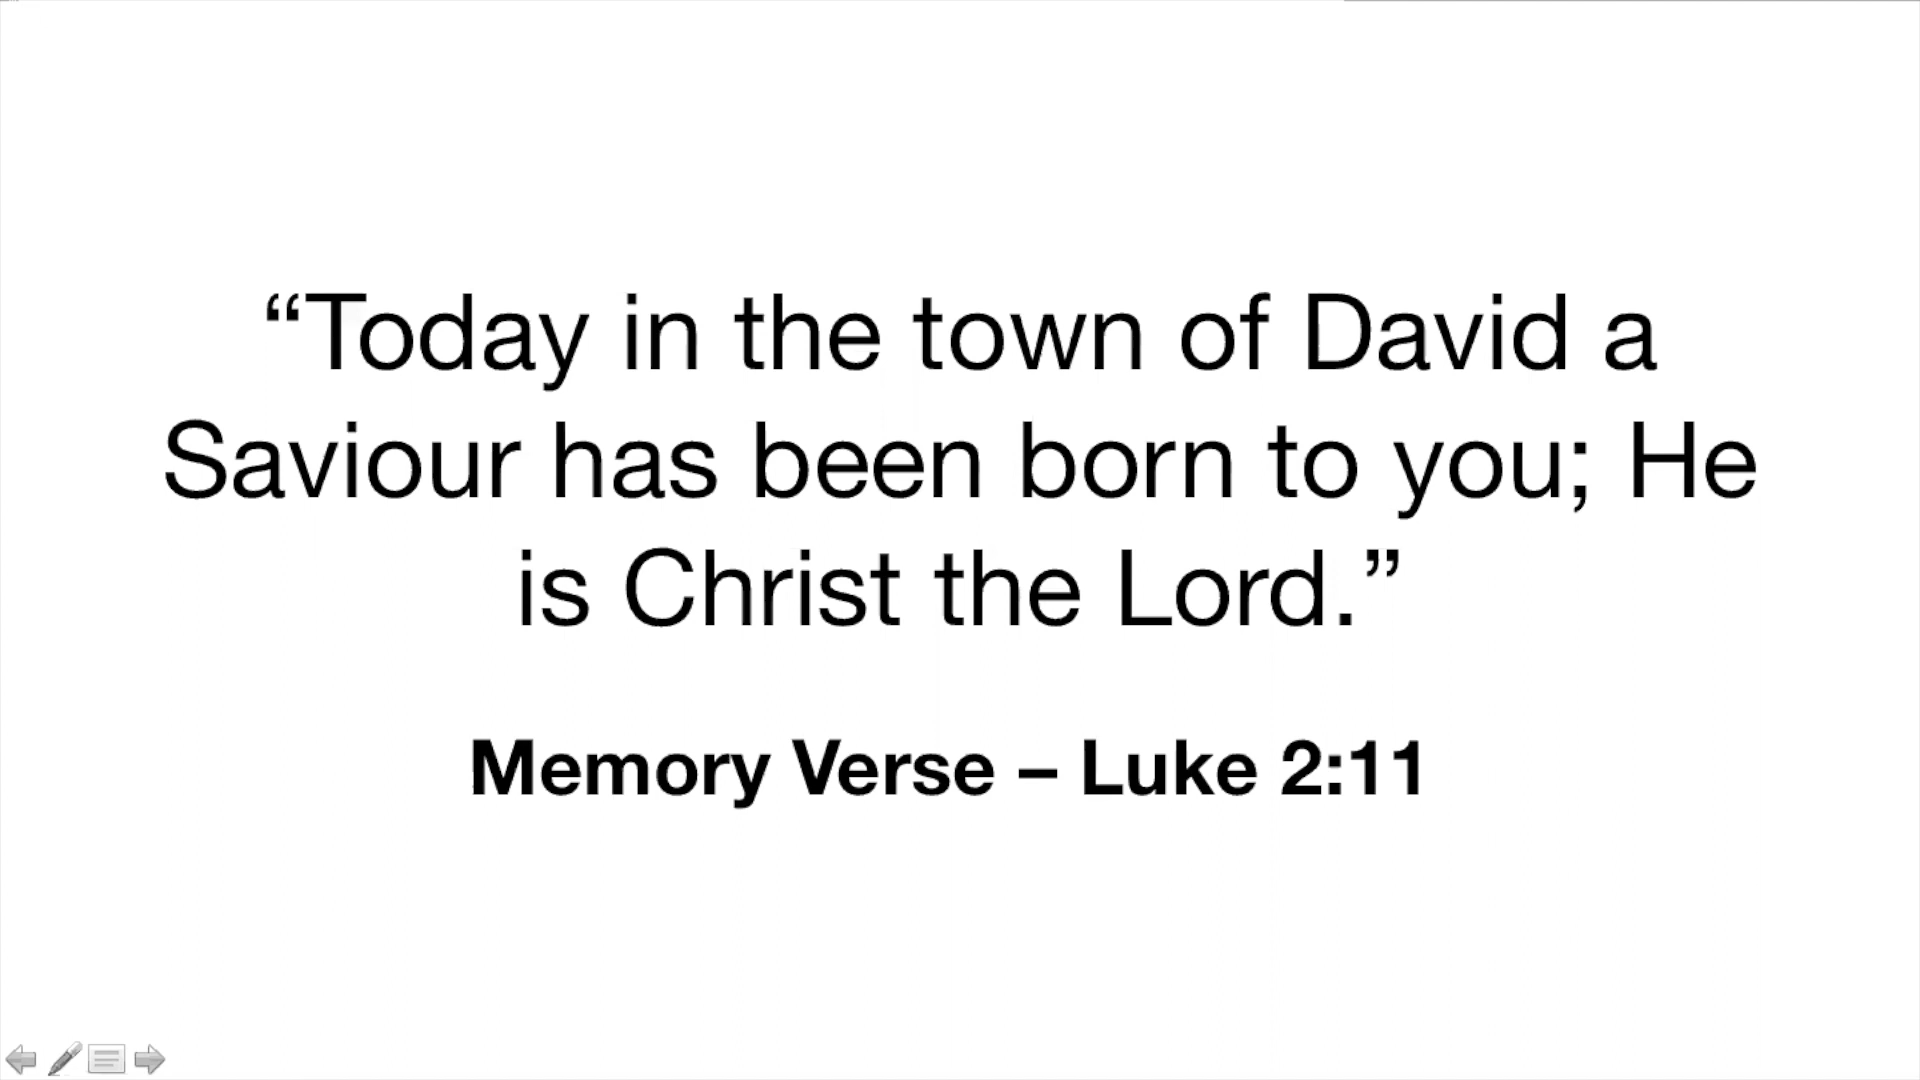 “Today in the town of David a
Saviour has been born to you; He
is Christ the Lord.”
Memory Verse – Luke 2:11